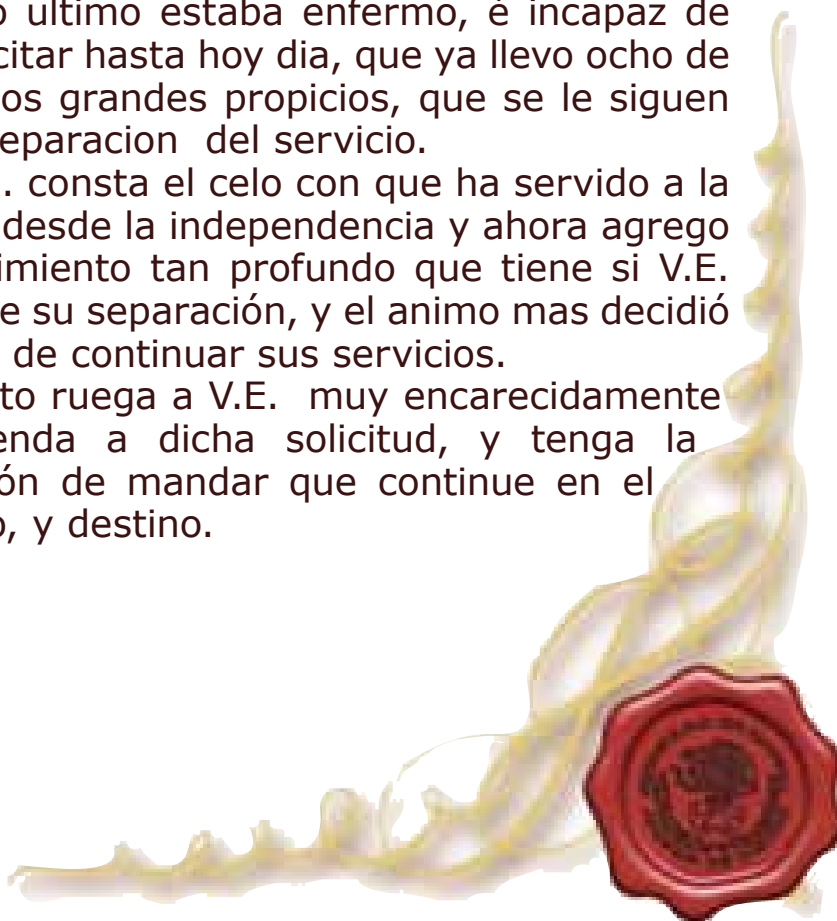 o ultimo estaba enfermo, é incapaz de
citar hasta hoy dia, que ya llevo ocho de
os grandes propicios, que se le siguen
eparacion del servicio.
. consta el celo con que ha servido a la
desde la independencia y ahora agrego
imiento tan profundo que tiene si V.E.
e su separación, y el animo mas decidió
de continuar sus servicios.
to ruega a V.E. muy encarecidamente
enda a dicha solicitud, y tenga la
ón de mandar que continue en el
o, y destino.